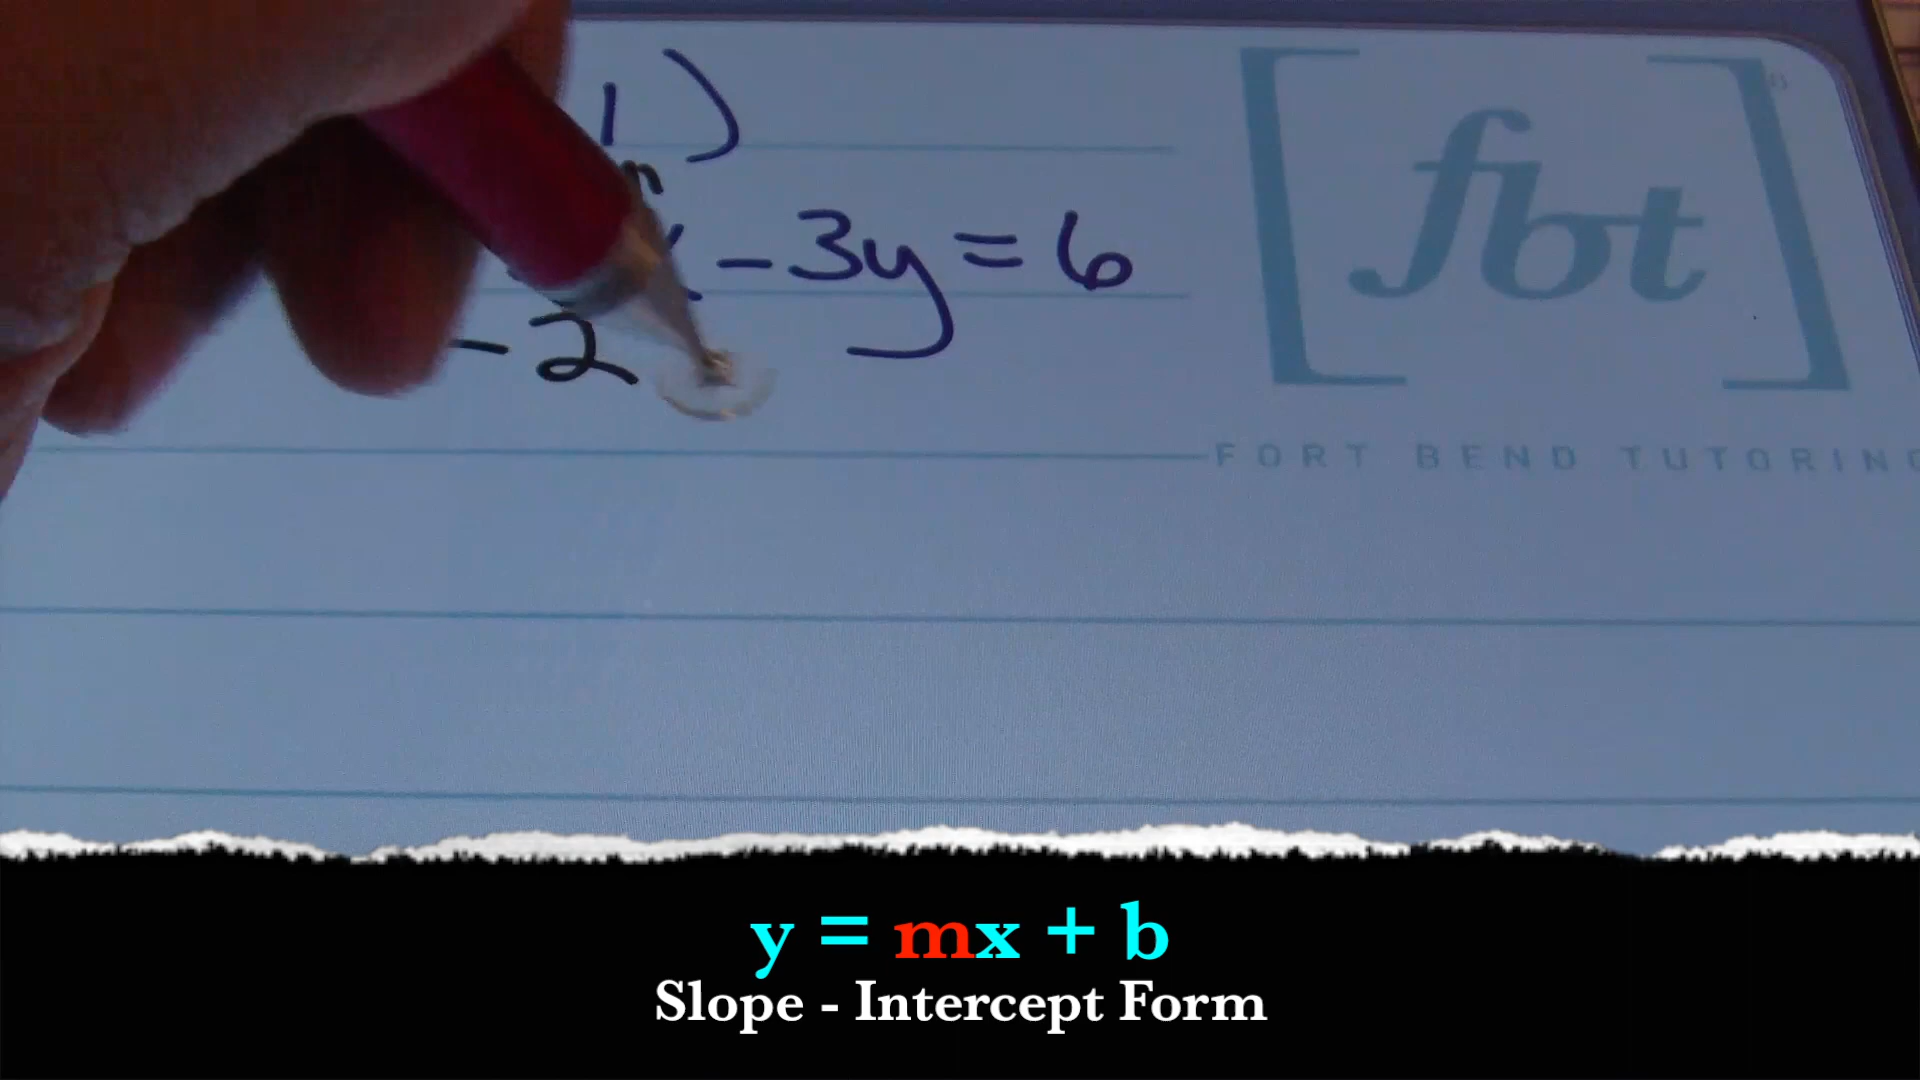 1)
- 3y = 6
- 2
fbt
FORT BEND TUTORING
y = mx + b
Slope - Intercept Form